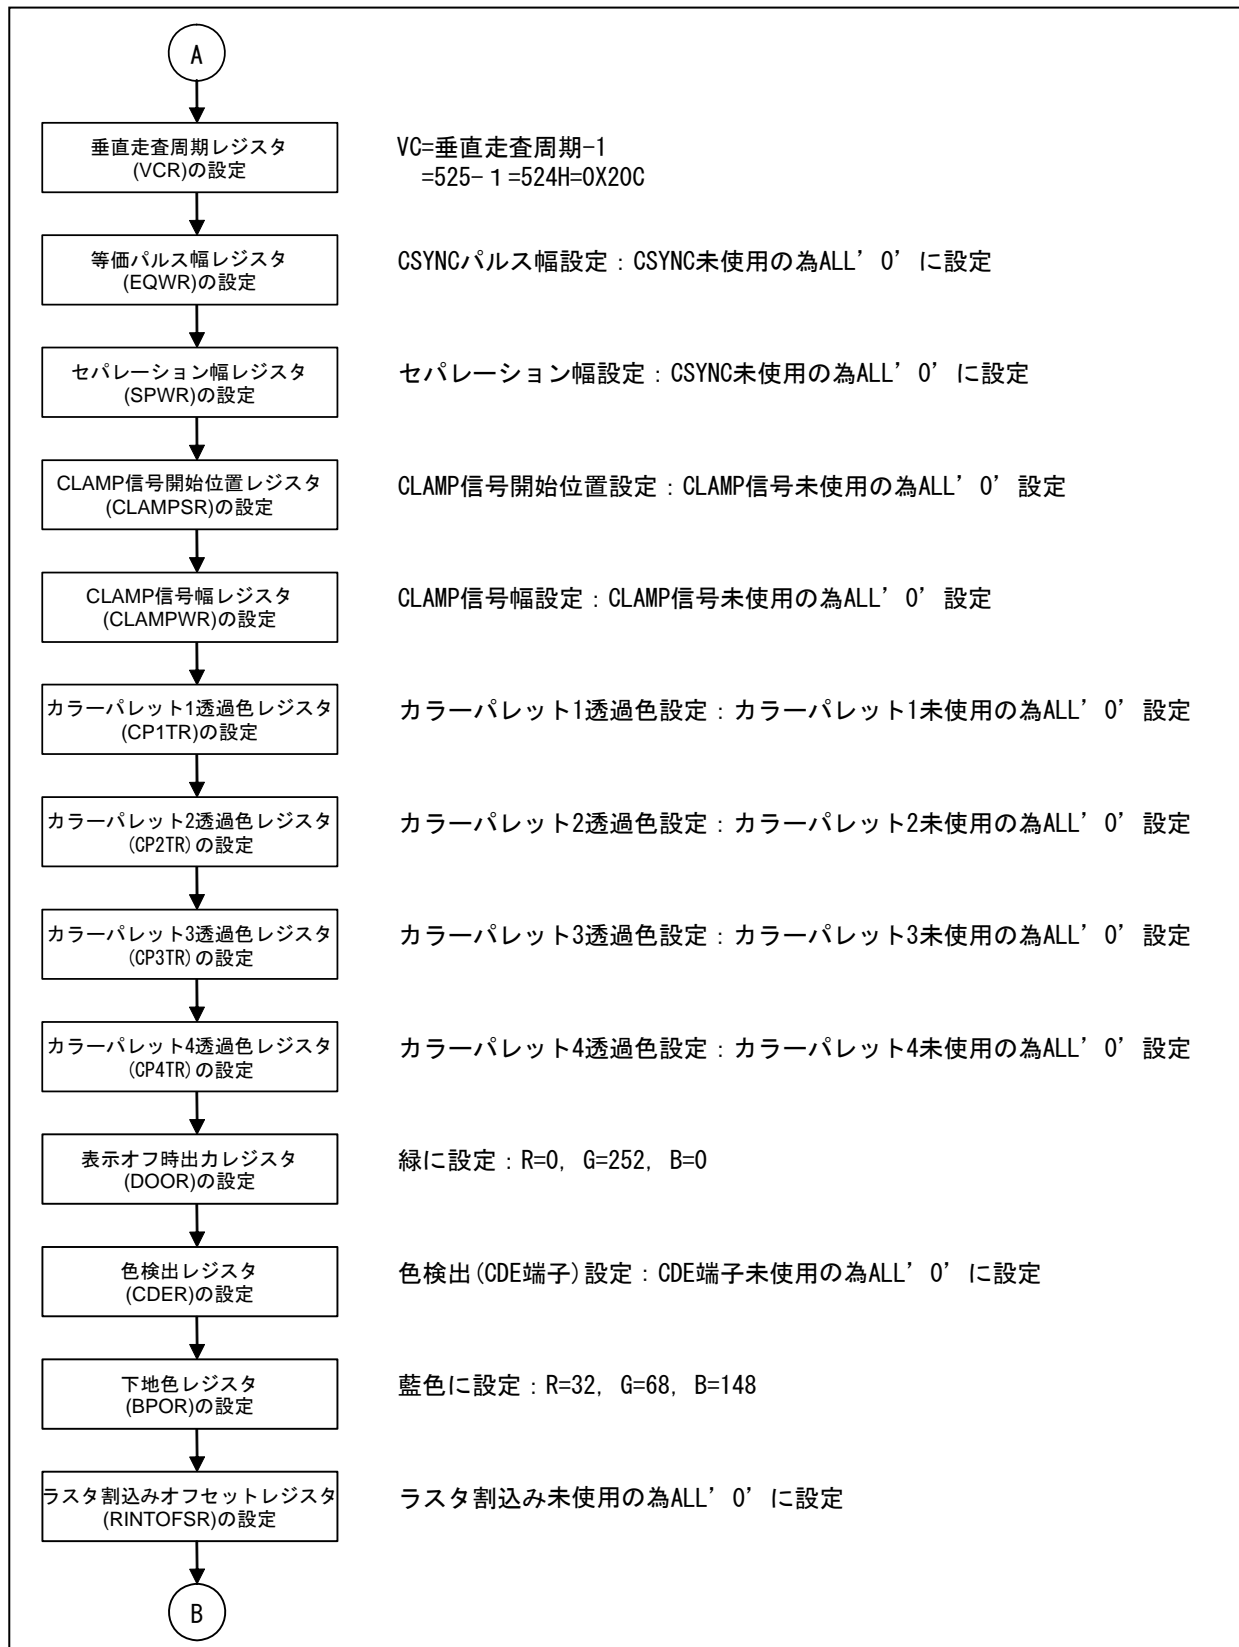 A
垂直走査周期レジスタ
(VCR)の設定
VC=垂直走査周期-1
=525-１=524H=0X20C
等価パルス幅レジスタ
(EQWR)の設定
CSYNCパルス幅設定：CSYNC未使用の為ALL’0’に設定
セパレーション幅レジスタ
(SPWR)の設定
セパレーション幅設定：CSYNC未使用の為ALL’0’に設定
CLAMP信号開始位置レジスタ
(CLAMPSR)の設定
CLAMP信号開始位置設定：CLAMP信号未使用の為ALL’0’設定
CLAMP信号幅レジスタ
(CLAMPWR)の設定
CLAMP信号幅設定：CLAMP信号未使用の為ALL’0’設定
カラーパレット1透過色レジスタ
(CP1TR)の設定
カラーパレット1透過色設定：カラーパレット1未使用の為ALL’0’設定
カラーパレット2透過色レジスタ
(CP2TR)の設定
カラーパレット2透過色設定：カラーパレット2未使用の為ALL’0’設定
カラーパレット3透過色レジスタ
(CP3TR)の設定
カラーパレット3透過色設定：カラーパレット3未使用の為ALL’0’設定
カラーパレット4透過色レジスタ
(CP4TR)の設定
カラーパレット4透過色設定：カラーパレット4未使用の為ALL’0’設定
表示オフ時出力レジスタ
(DOOR)の設定
緑に設定：R=0, G=252, B=0
色検出レジスタ
(CDER)の設定
色検出(CDE端子)設定：CDE端子未使用の為ALL’0’に設定
下地色レジスタ
(BPOR)の設定
藍色に設定：R=32, G=68, B=148
ラスタ割込みオフセットレジスタ
(RINTOFSR)の設定
ラスタ割込み未使用の為ALL’0’に設定
B